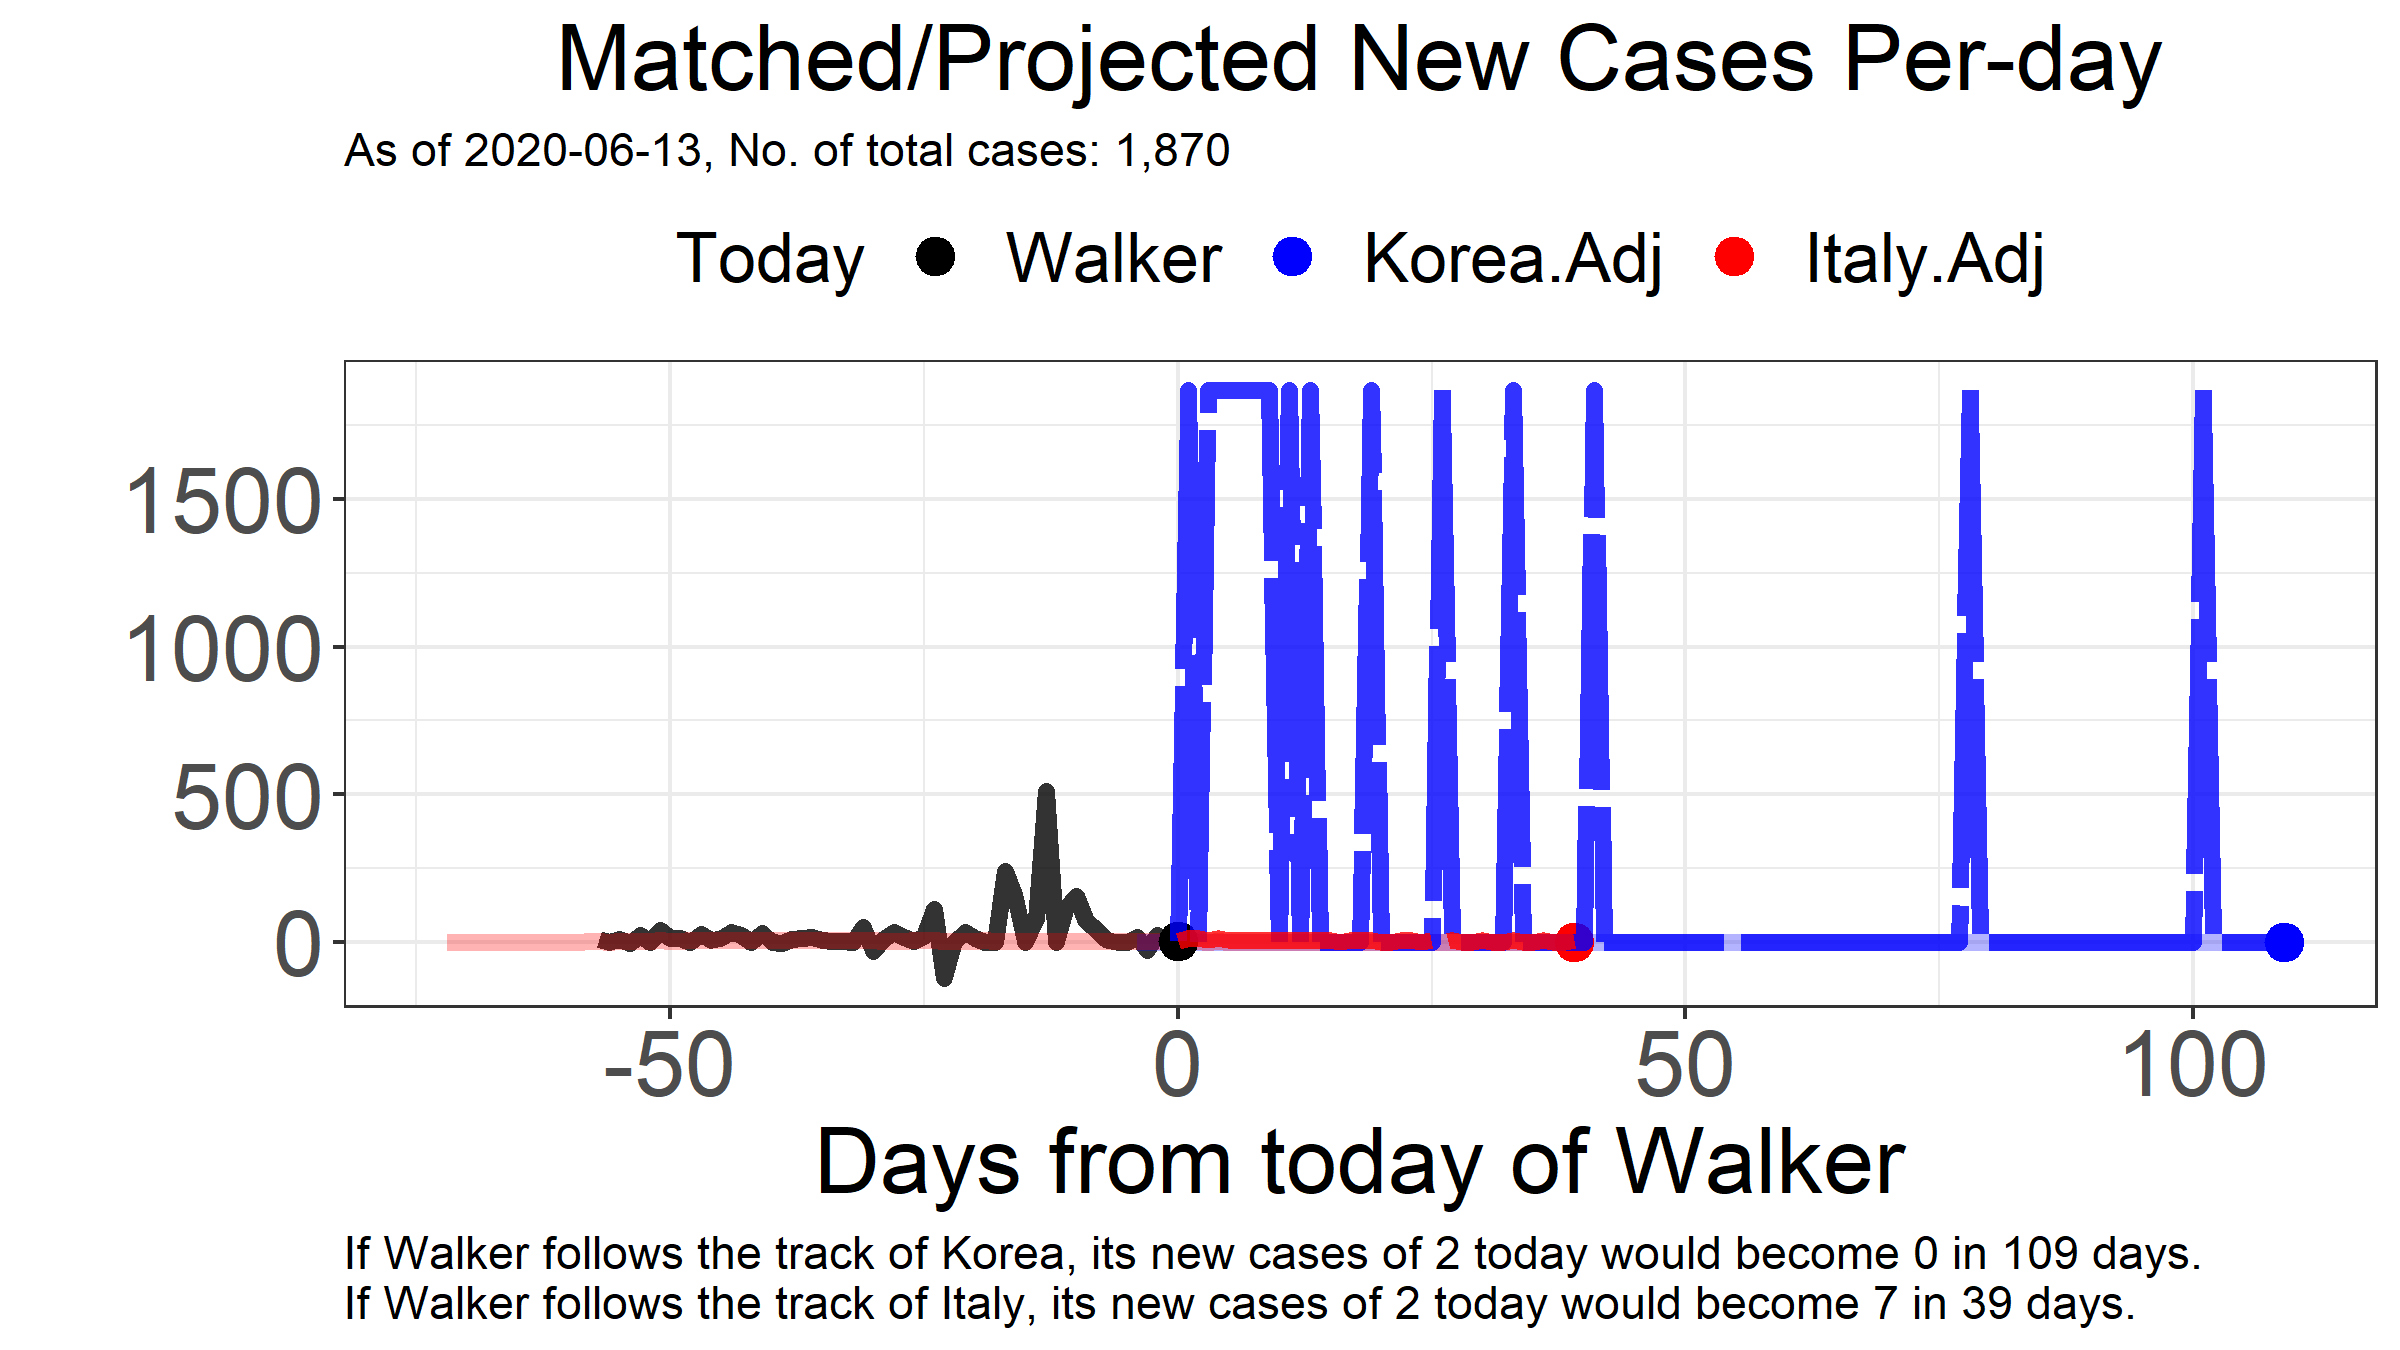 Matched/Projected New Cases Per-day
As of 2020-06-13, No. of total cases: 1,870
Today Walker Korea.Adj Italy.Adj
1500
1000
500
0
-50 0 50 100
Days from today of Walker
If Walker follows the track of Korea, its new cases of 2 today would become 0 in 109 days.
If Walker follows the track of Italy, its new cases of 2 today would become 7 in 39 days.